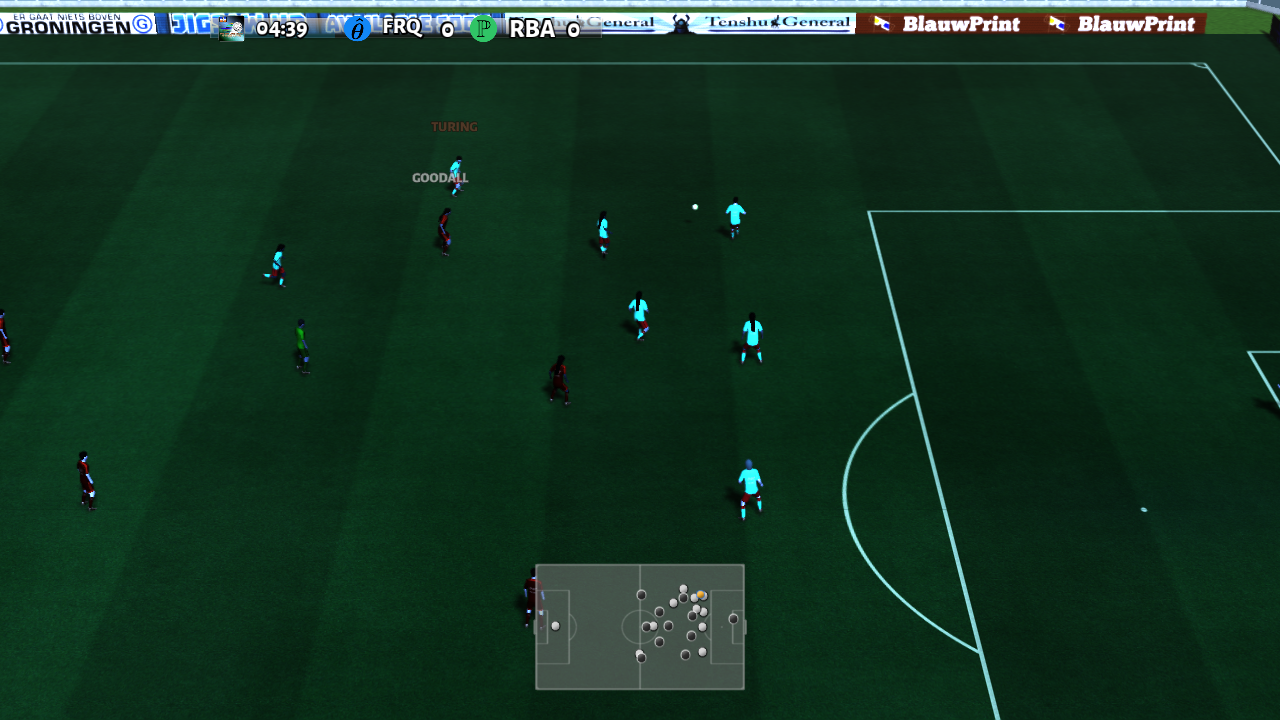 ER GAAT NIETS BOVEN
GRONINGEN G
04:39 FRQ 0 P RBA 0
General
Tenshu General
BlauwPrint BlauwPrint
TURING
GOODALL